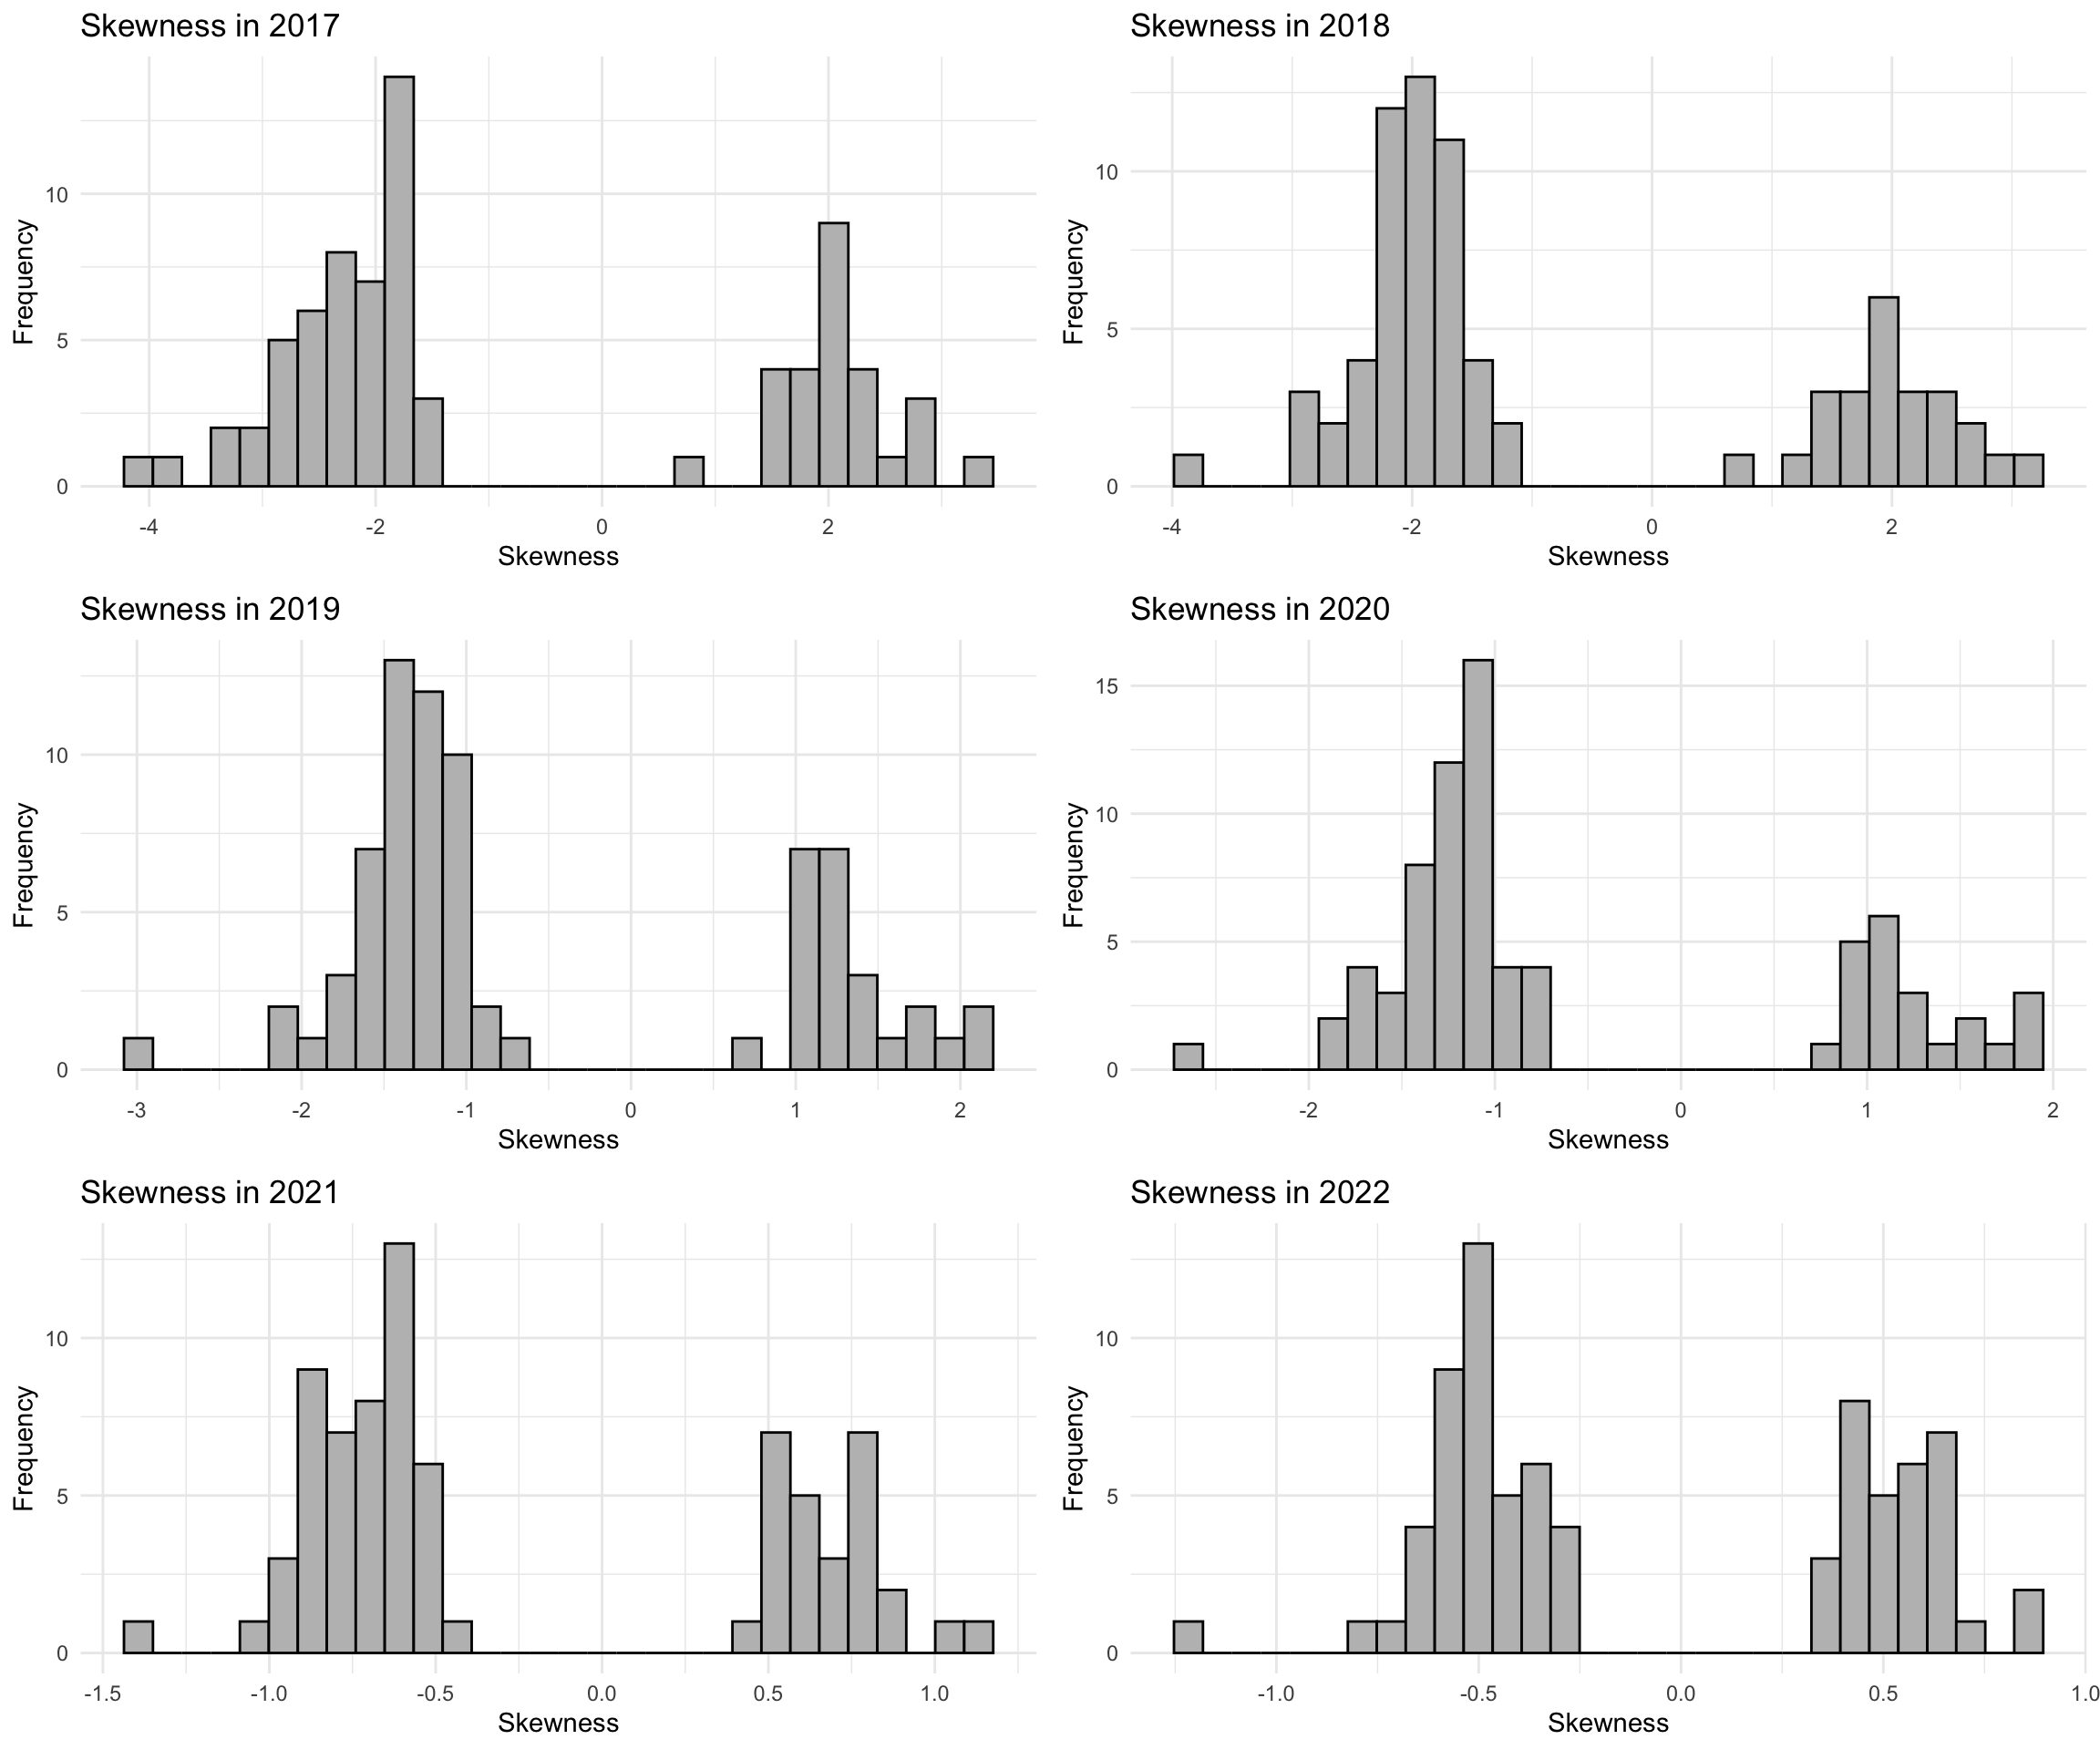 Skewness in 2017
Frequency
10
5
0
-4 -2 0 2
Skewness
Skewness in 2018
Frequency
10
5
0
-4 -2 0 2
Skewness
Skewness in 2019
Frequency
10
5
0
-3 -2 -1 0 1 2
Skewness
Skewness in 2020
Frequency
15
10
5
0
-2 -1 0 1 2
Skewness
Skewness in 2021
Frequency
10
5
0
-1.5 -1.0 -0.5 0.0 0.5 1.0
Skewness
Skewness in 2022
Frequency
10
5
0
-1.0 -0.5 0.0 0.5 1.0
Skewness